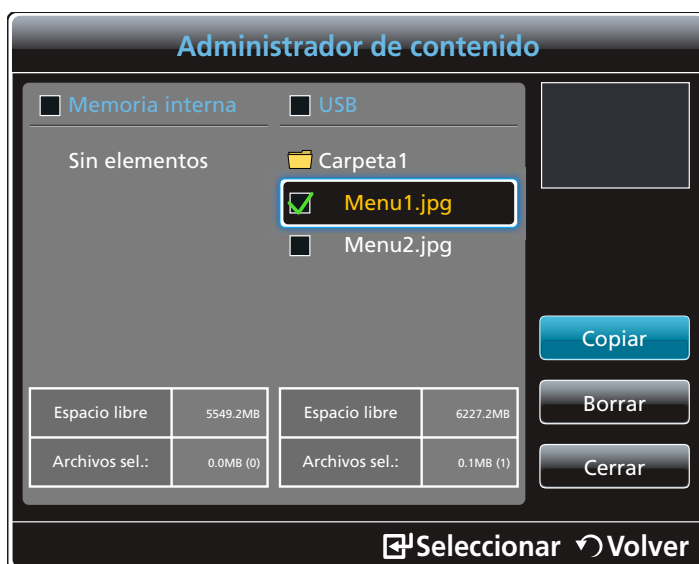 Administrador de contenido
Memoria interna
USB
Sin elementos
Carpeta1
Menu1.jpg
Menu2.jpg
Copiar
Borrar
Cerrar
Espacio libre 5549.2MB
Archivos sel.: 0.0MB (0)
Espacio libre 6227.2MB
Archivos sel.: 0.1MB (1)
Seleccionar Volver